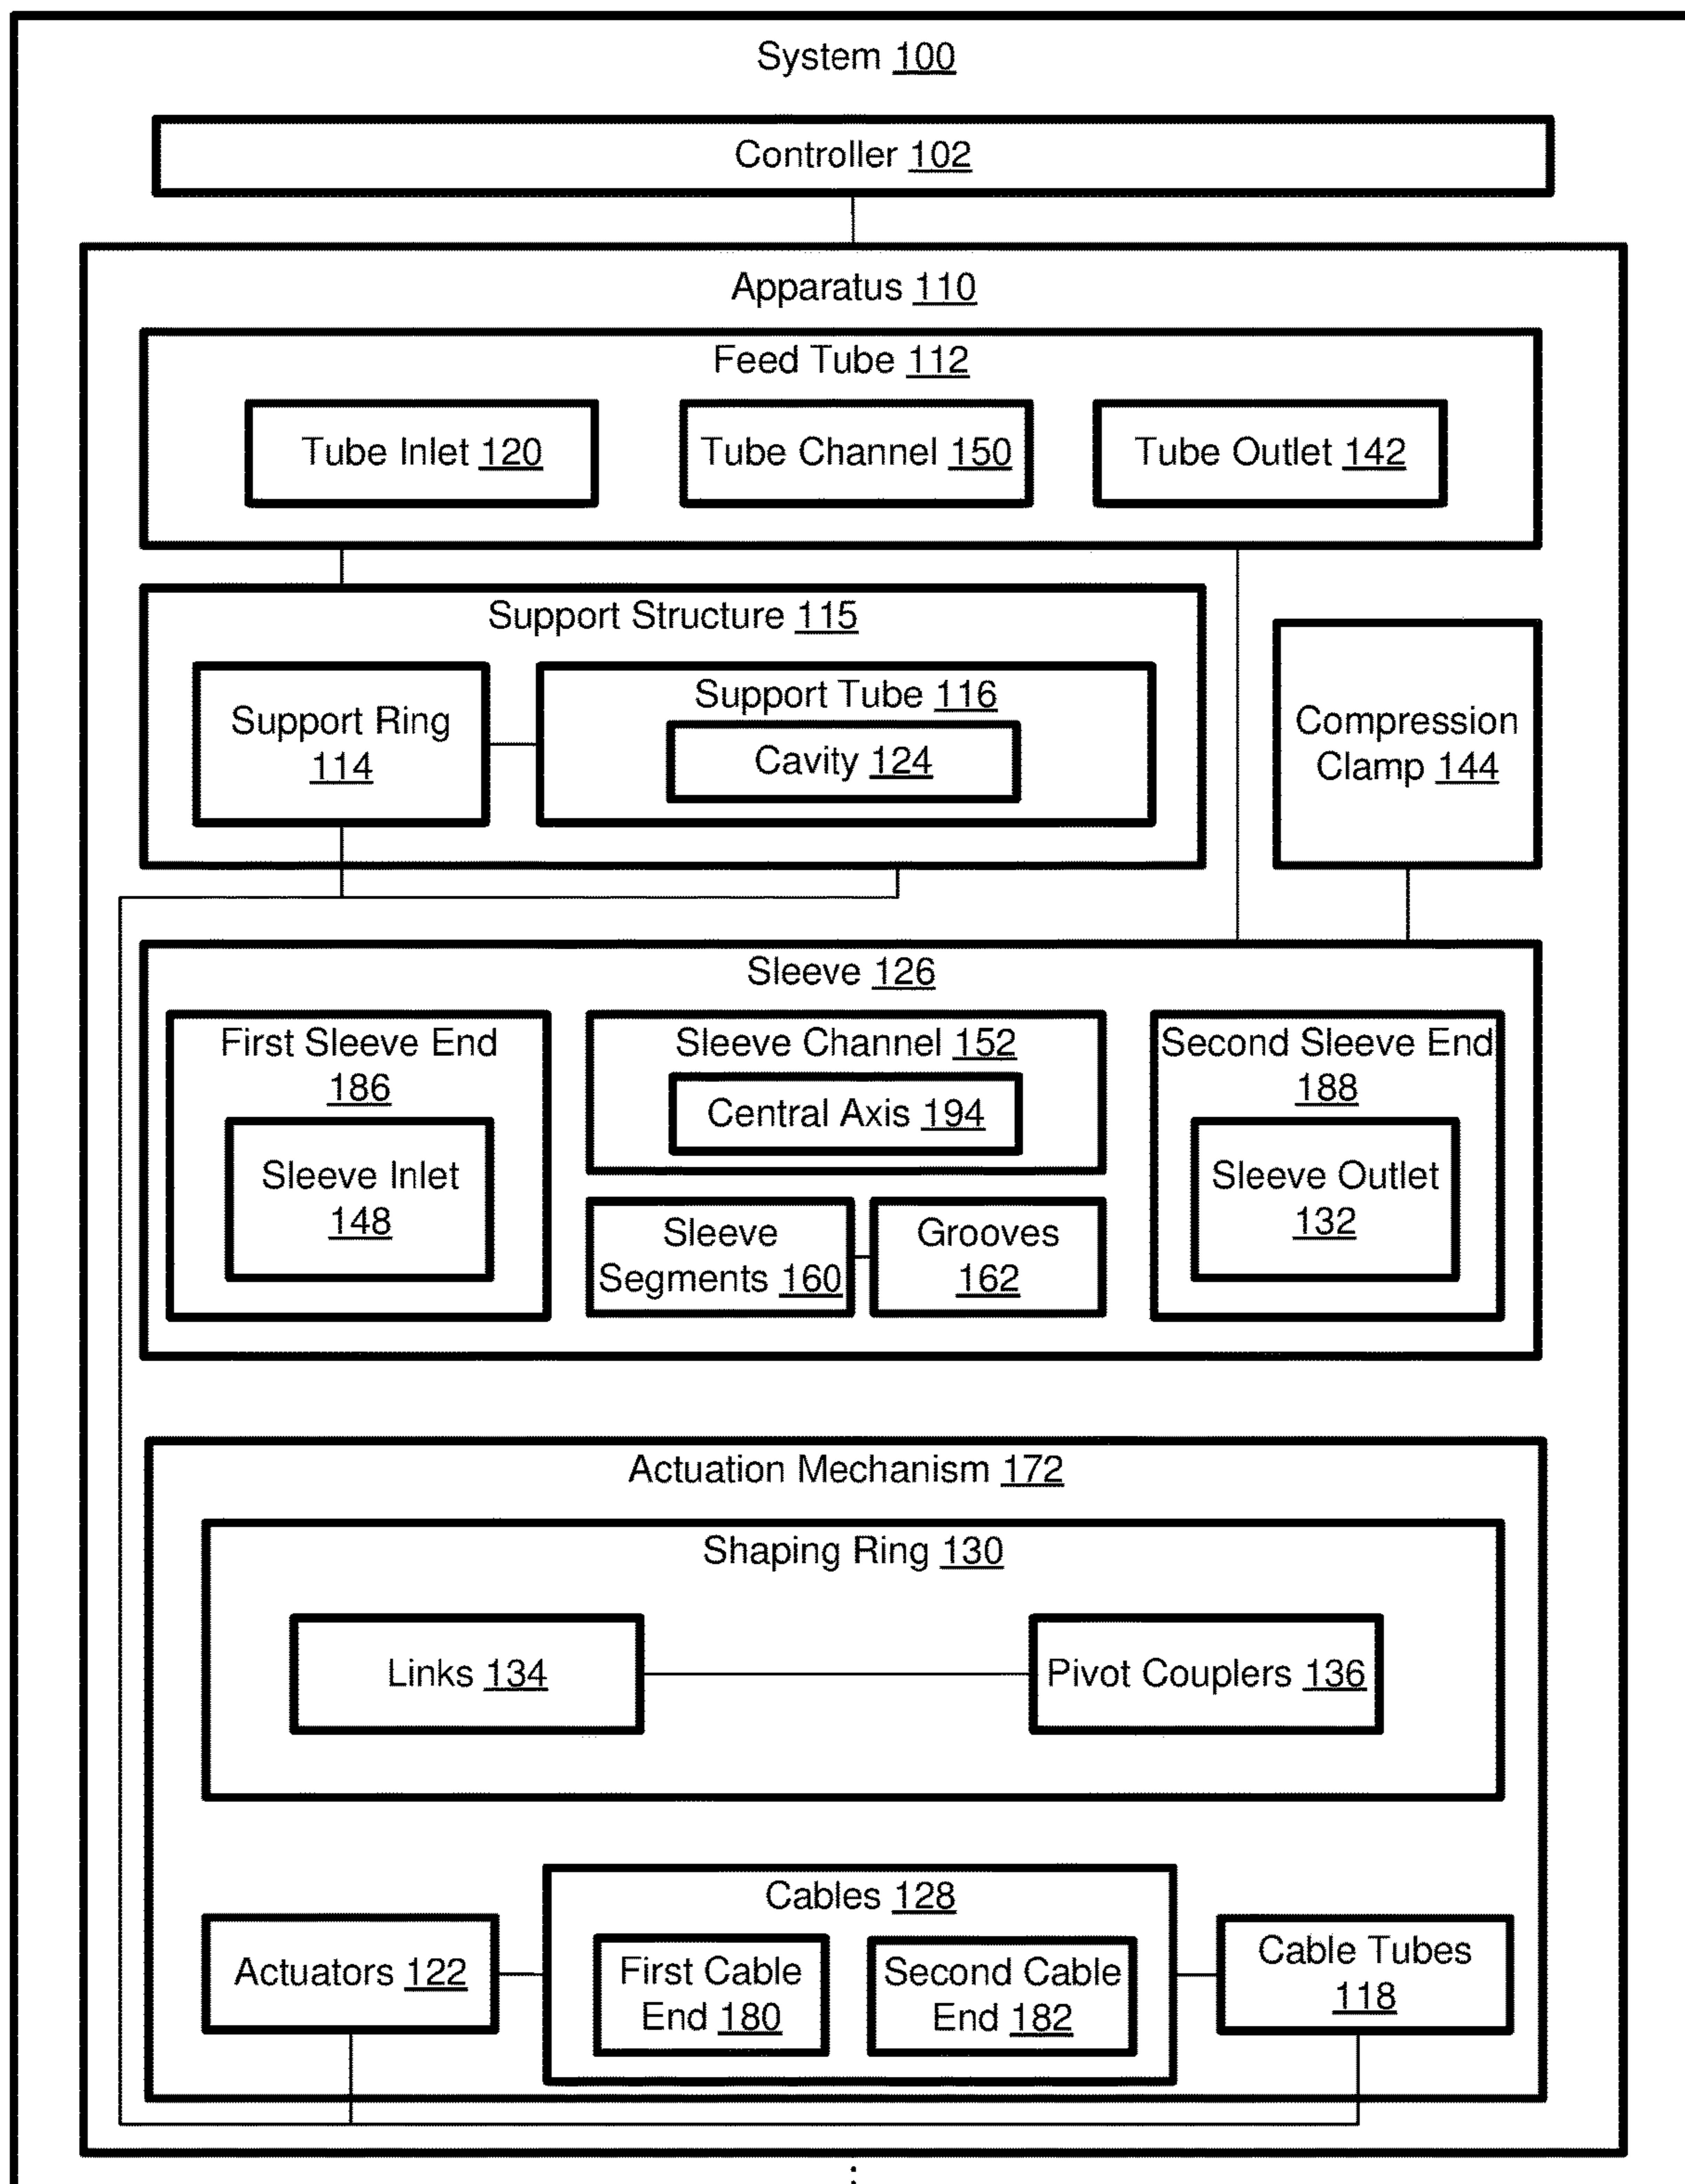 System 100
Controller 102
Apparatus 110
Feed Tube 112
Tube Inlet 120
Tube Channel 150
Tube Outlet 142
Support Structure 115
Support Ring
114
Support Tube 116
Cavity 124
Compression
Clamp 144
Sleeve 126
First Sleeve End
186
Sleeve Inlet
148
Sleeve Channel 152
Central Axis 194
Sleeve
Segments 160
Grooves
162
Second Sleeve End
188
Sleeve Outlet
132
Actuation Mechanism 172
Shaping Ring 130
Links 134
Pivot Couplers 136
Actuators 122
Cables 128
First Cable
End 180
Second Cable
End 182
Cable Tubes
118